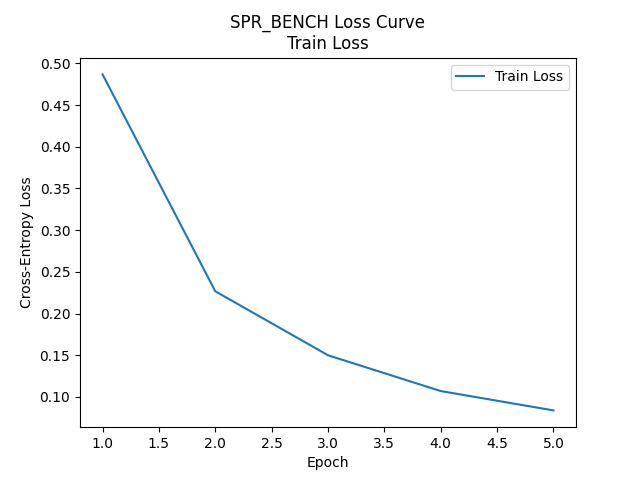 SPR_BENCH Loss Curve
Train Loss
Train Loss
Cross-Entropy Loss
0.50
0.45
0.40
0.35
0.30
0.25
0.20
0.15
0.10
1.0 1.5 2.0 2.5 3.0 3.5 4.0 4.5 5.0
Epoch